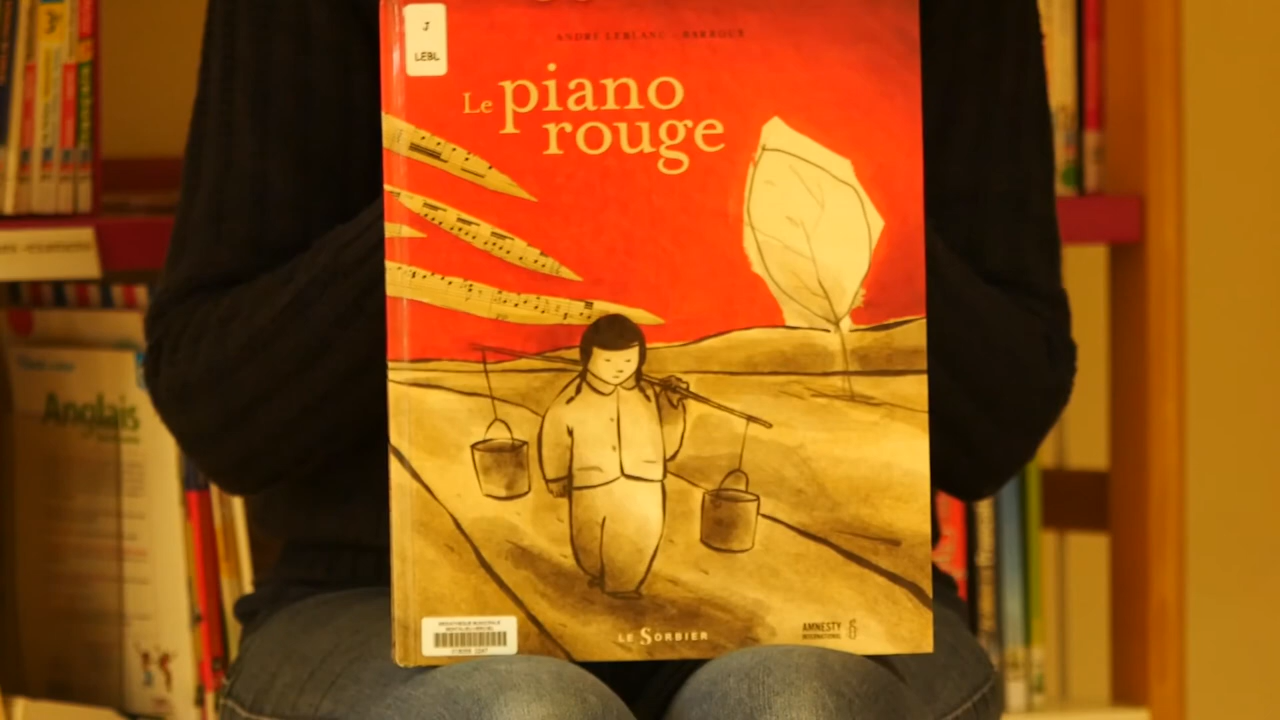 J
LEBL
ANDRÉ LEBLANC - BARROUX
Le piano
rouge
LE SORBIER
AMNESTY
INTERNATIONAL
Anglais